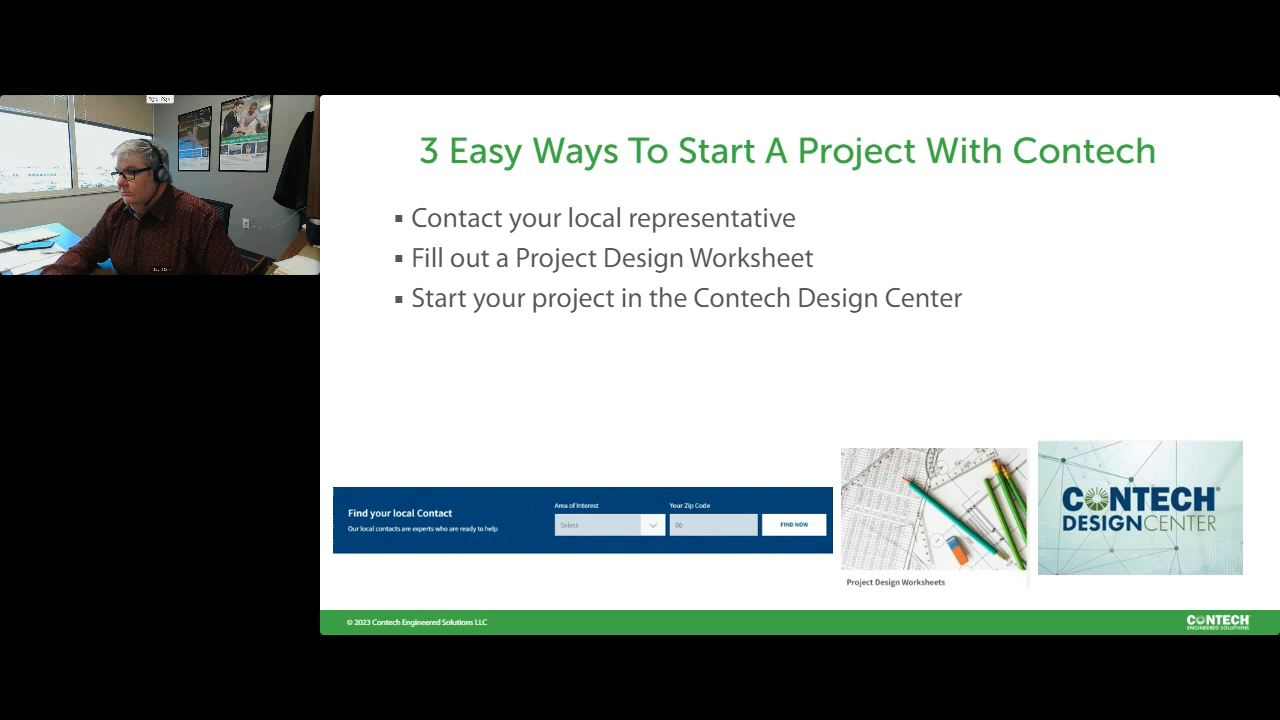 3 Easy Ways To Start A Project With Contech
▪ Contact your local representative
▪ Fill out a Project Design Worksheet
▪ Start your project in the Contech Design Center
Find your local Contact
Our local contacts are experts who are ready to help
Area of Interest
Select
Your Zip Code
00
FIND NOW
Project Design Worksheets
CONTECH®
DESIGNCENTER
© 2023 Contech Engineered Solutions LLC
CONTECH®
ENGINEERED SOLUTIONS